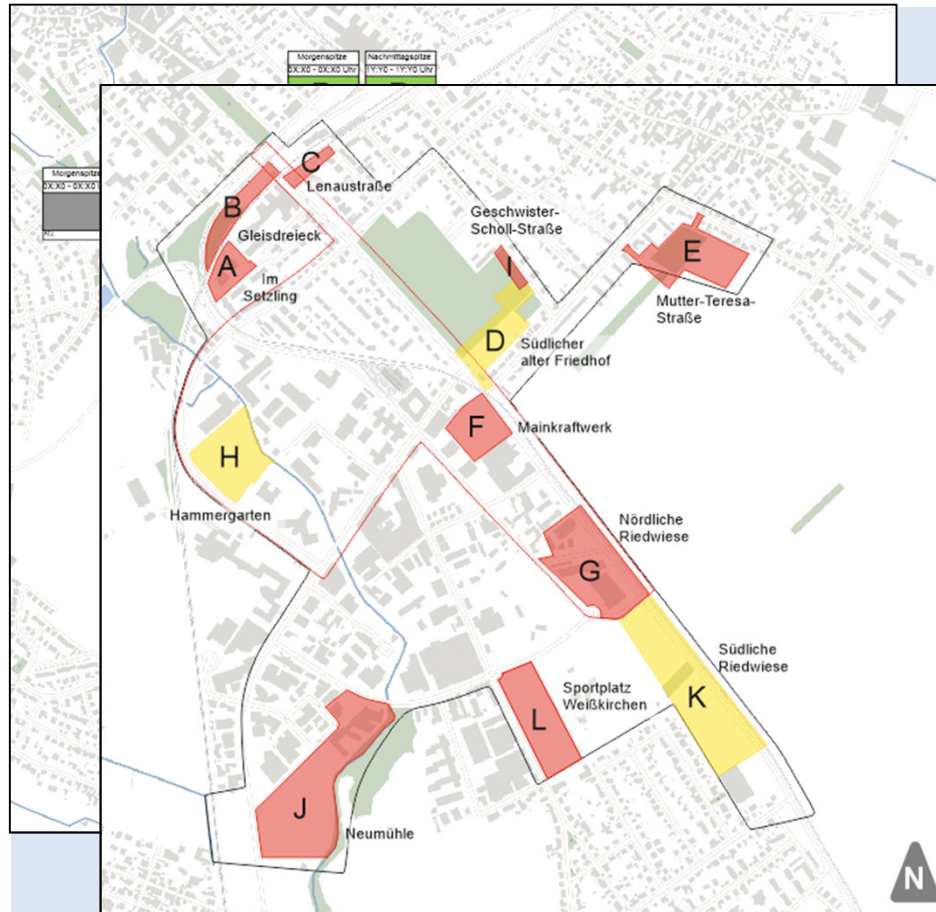 Morgenspitze
Nachmittagspitze
0X:X0 - 0X:X0 Uhr
1Y:Y0 - 1Y:Y0 Uhr
Morgenspitze
0X:X0 - 0X:X0
C
Lenaustraße
B
Gleisdreieck
A
Im
Setzling
Geschwister-
Scholl-Straße
I
E
Mutter-Teresa-
Straße
D
Südlicher
alter Friedhof
F
Mainkraftwerk
H
Hammergarten
Nördliche
Riedwiese
G
Südliche
Riedwiese
K
Sportplatz
Weißkirchen
L
J
Neumühle
N